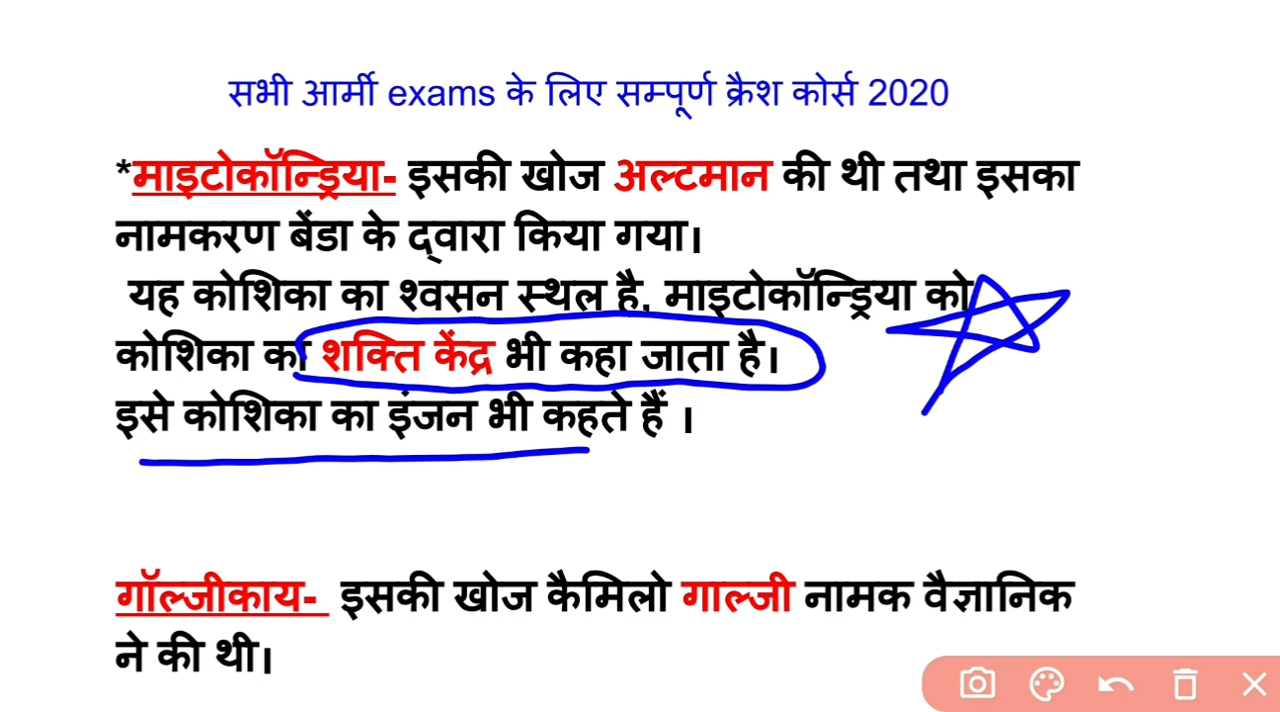 सभी आर्मी exams के लिए सम्पूर्ण क्रैश कोर्स 2020
*माइटोकॉन्ड्रिया- इसकी खोज अल्टमान की थी तथा इसका
नामकरण बेंडा के द्वारा किया गया।
यह कोशिका का श्वसन स्थल है, माइटोकॉन्ड्रिया को
कोशिका का शक्ति केंद्र भी कहा जाता है।
इसे कोशिका का इंजन भी कहते हैं ।
गॉल्जीकाय- इसकी खोज कैमिलो गाल्जी नामक वैज्ञानिक
ने की थी।